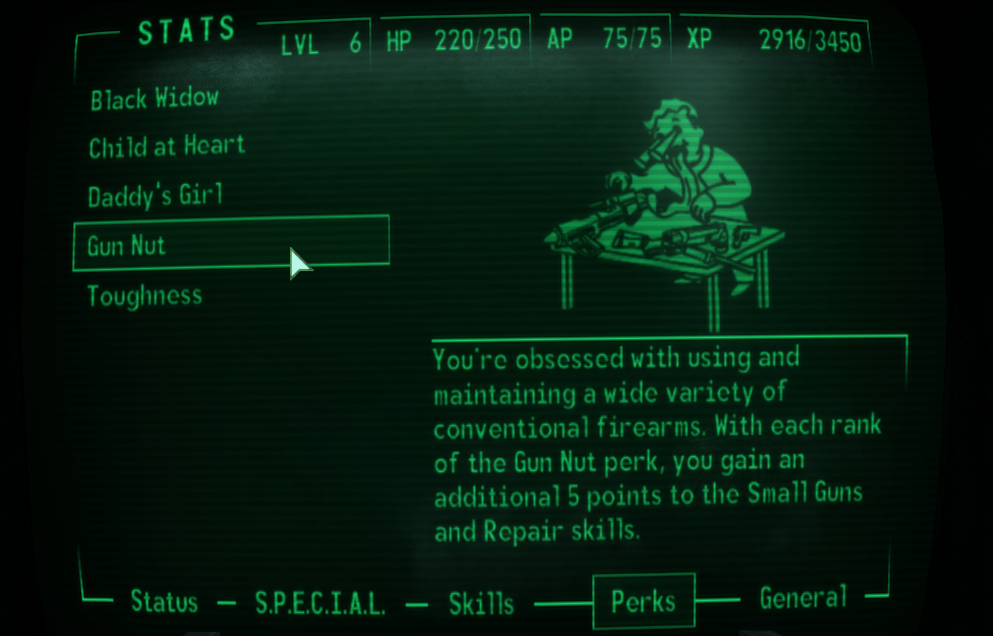 STATS LVL 6 HP 220/250 AP 75/75 XP 2916/3450
Black Widow
Child at Heart
Daddy's Girl
Gun Nut
Toughness
You're obsessed with using and
maintaining a wide variety of
conventional firearms. With each rank
of the Gun Nut perk, you gain an
additional 5 points to the Small Guns
and Repair skills.
Status S.P.E.C.I.A.L. Skills Perks General